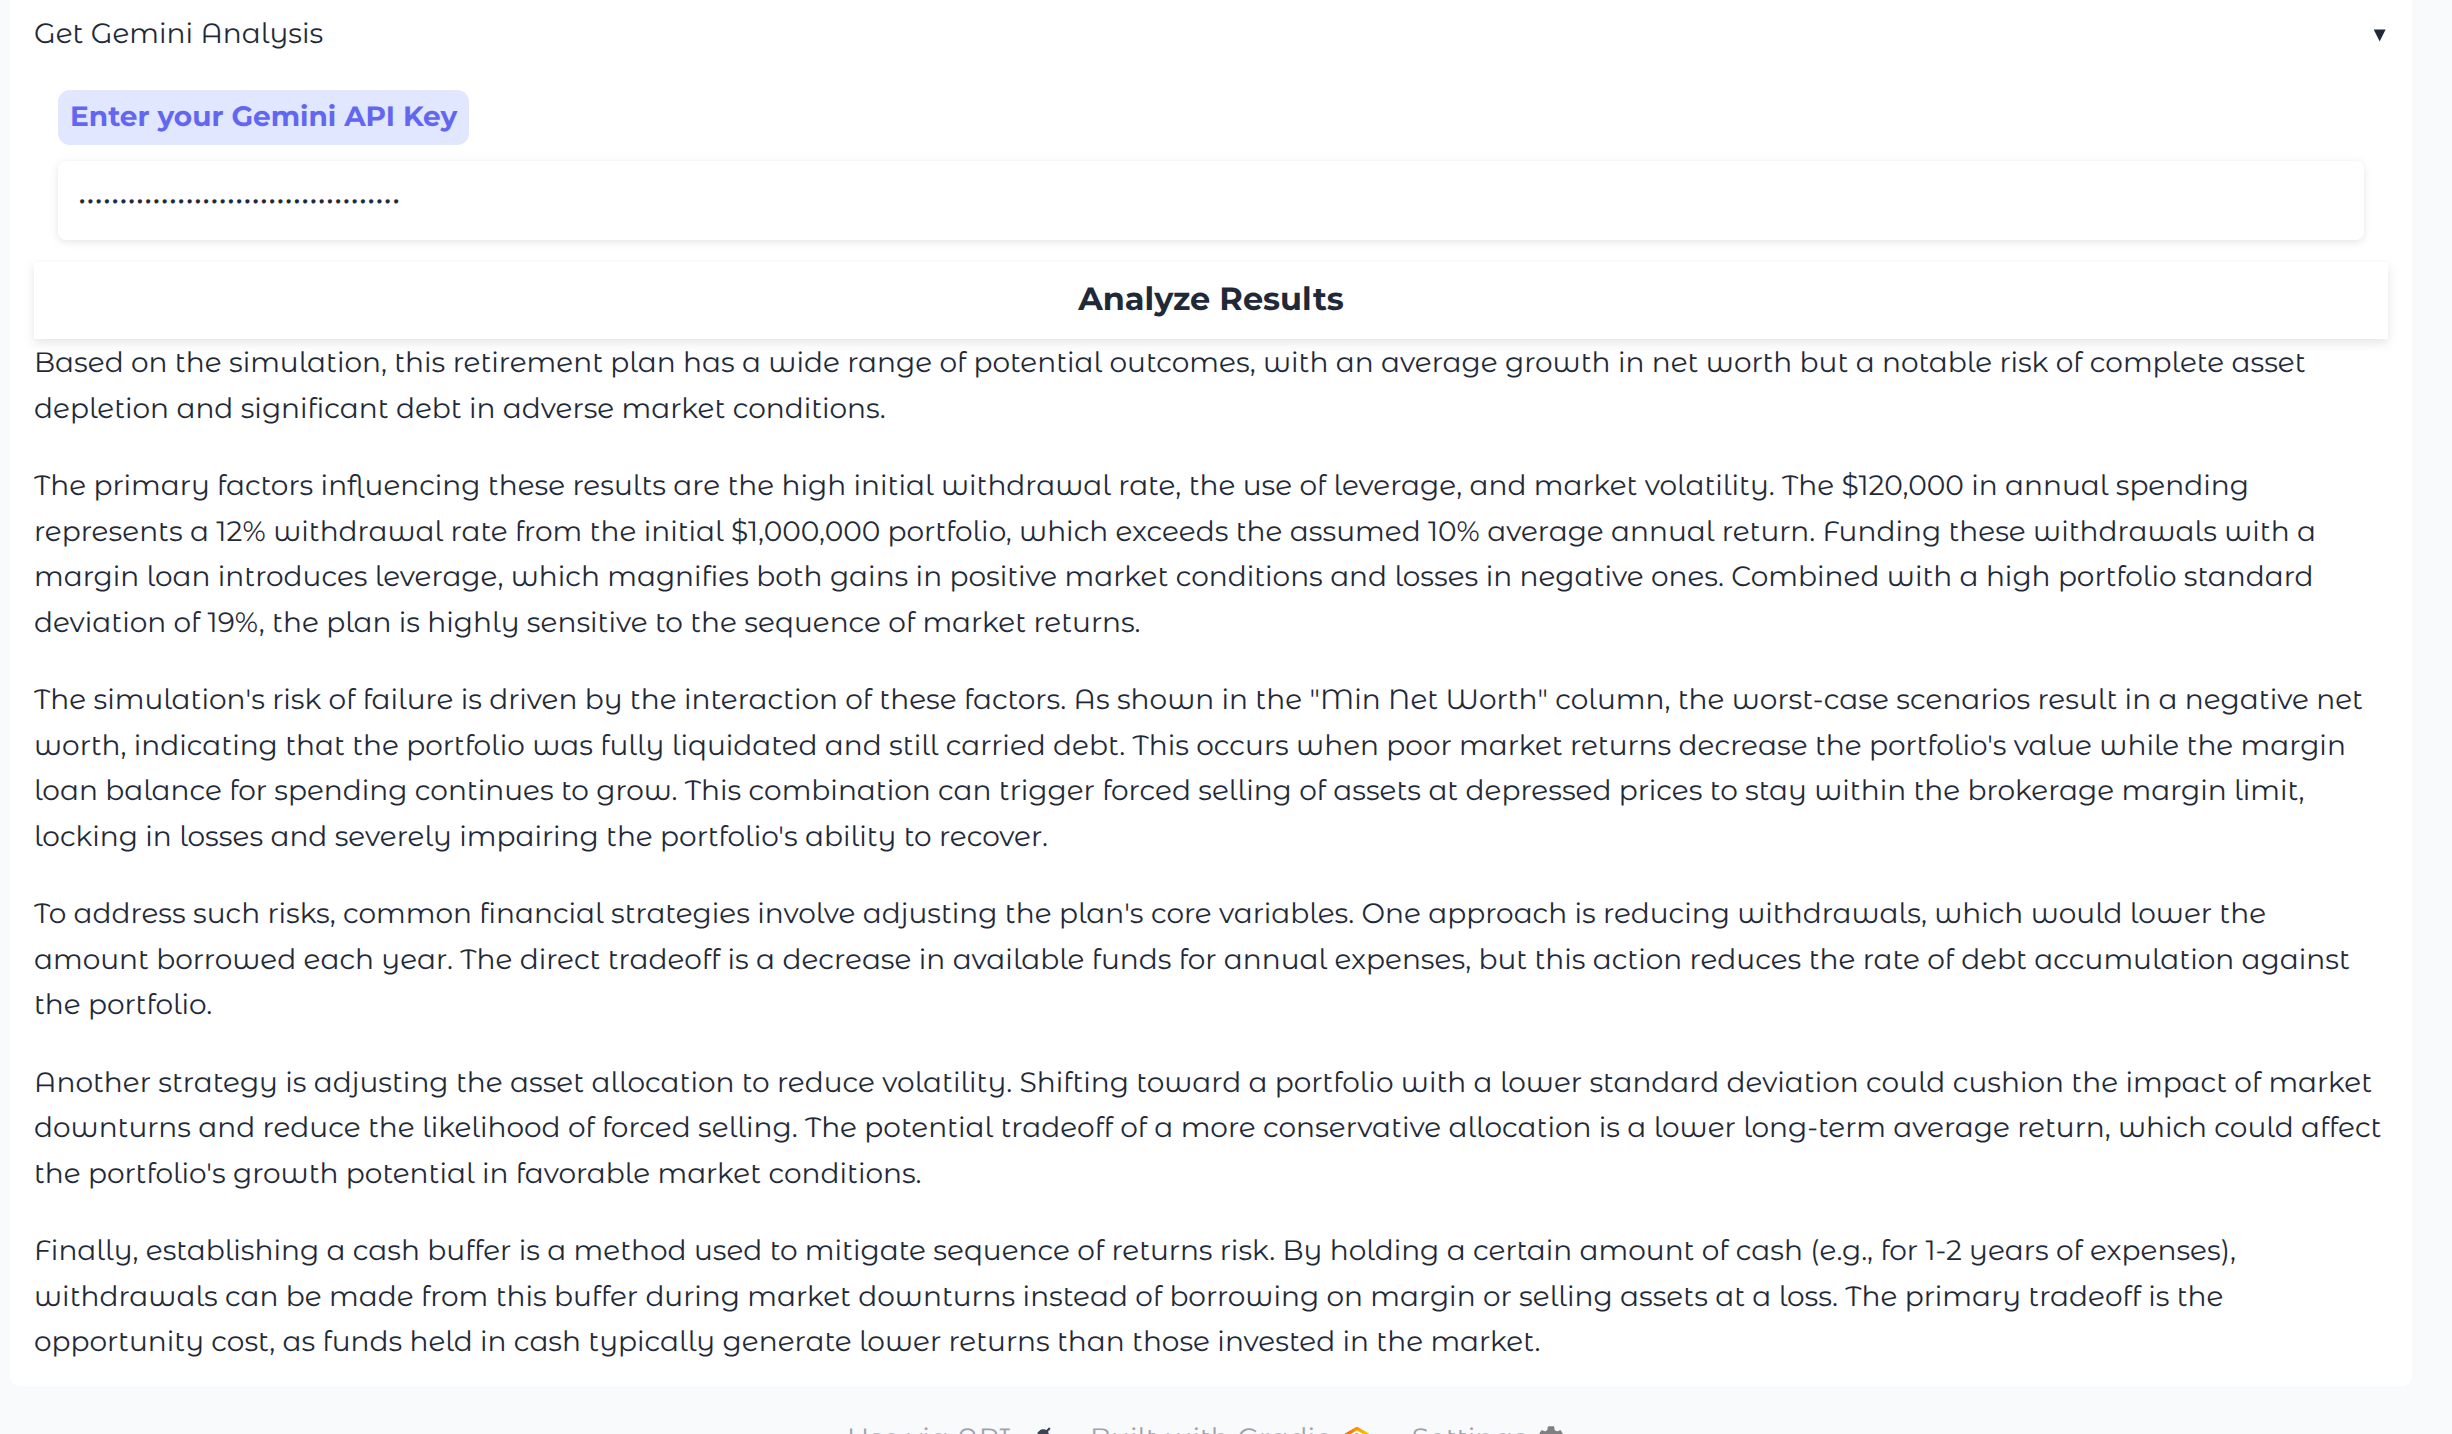 Get Gemini Analysis
Enter your Gemini API Key
Analyze Results
Based on the simulation, this retirement plan has a wide range of potential outcomes, with an average growth in net worth but a notable risk of complete asset
depletion and significant debt in adverse market conditions.
The primary factors influencing these results are the high initial withdrawal rate, the use of leverage, and market volatility. The $120,000 in annual spending
represents a 12% withdrawal rate from the initial $1,000,000 portfolio, which exceeds the assumed 10% average annual return. Funding these withdrawals with a
margin loan introduces leverage, which magnifies both gains in positive market conditions and losses in negative ones. Combined with a high portfolio standard
deviation of 19%, the plan is highly sensitive to the sequence of market returns.
The simulation's risk of failure is driven by the interaction of these factors. As shown in the "Min Net Worth" column, the worst-case scenarios result in a negative net
worth, indicating that the portfolio was fully liquidated and still carried debt. This occurs when poor market returns decrease the portfolio's value while the margin
loan balance for spending continues to grow. This combination can trigger forced selling of assets at depressed prices to stay within the brokerage margin limit,
locking in losses and severely impairing the portfolio's ability to recover.
To address such risks, common financial strategies involve adjusting the plan's core variables. One approach is reducing withdrawals, which would lower the
amount borrowed each year. The direct tradeoff is a decrease in available funds for annual expenses, but this action reduces the rate of debt accumulation against
the portfolio.
Another strategy is adjusting the asset allocation to reduce volatility. Shifting toward a portfolio with a lower standard deviation could cushion the impact of market
downturns and reduce the likelihood of forced selling. The potential tradeoff of a more conservative allocation is a lower long-term average return, which could affect
the portfolio's growth potential in favorable market conditions.
Finally, establishing a cash buffer is a method used to mitigate sequence of returns risk. By holding a certain amount of cash (e.g., for 1-2 years of expenses),
withdrawals can be made from this buffer during market downturns instead of borrowing on margin or selling assets at a loss. The primary tradeoff is the
opportunity cost, as funds held in cash typically generate lower returns than those invested in the market.
Use via API Built with Gradio Settings